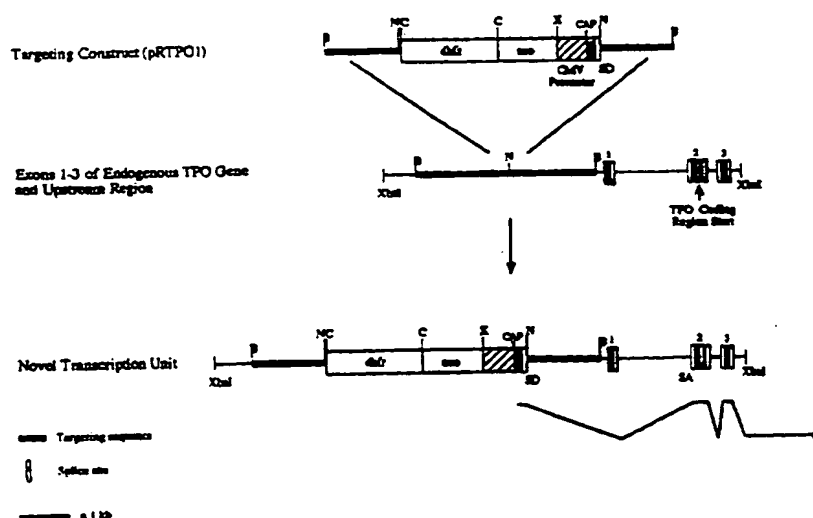 Targeting Construct (pRTPO1)
B
NC
C
X
CAP
N
B
dhfr
neo
SD
CMV
Promoter
Exons 1-3 of Endogenous TPO Gene
and Upstream Region
B
N
B
1
2
3
XbaI
XbaI
TPO Coding
Region Start
Novel Transcription Unit
B
NC
C
X
CAP
N
B
1
2
3
XbaI
dhfr
neo
SD
SA
XbaI
Targeting sequence
Splice site